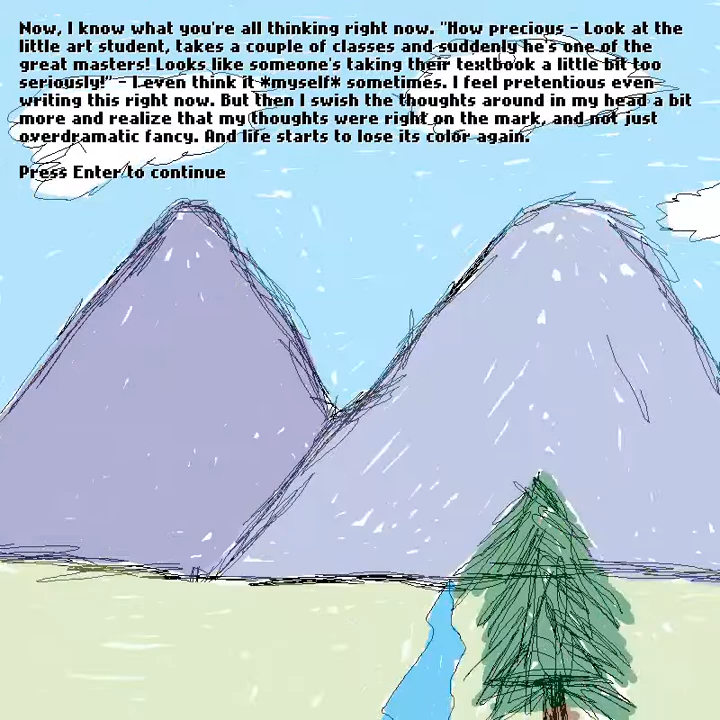 Now, I know what you're all thinking right now. "How precious - Look at the
little art student, takes a couple of classes and suddenly he's one of the
great masters! Looks like someone's taking their textbook a little bit too
seriously!" - I even think it *myself* sometimes. I feel pretentious even
writing this right now. But then I swish the thoughts around in my head a bit
more and realize that my thoughts were right on the mark, and not just
overdramatic fancy. And life starts to lose its color again.
Press Enter to continue